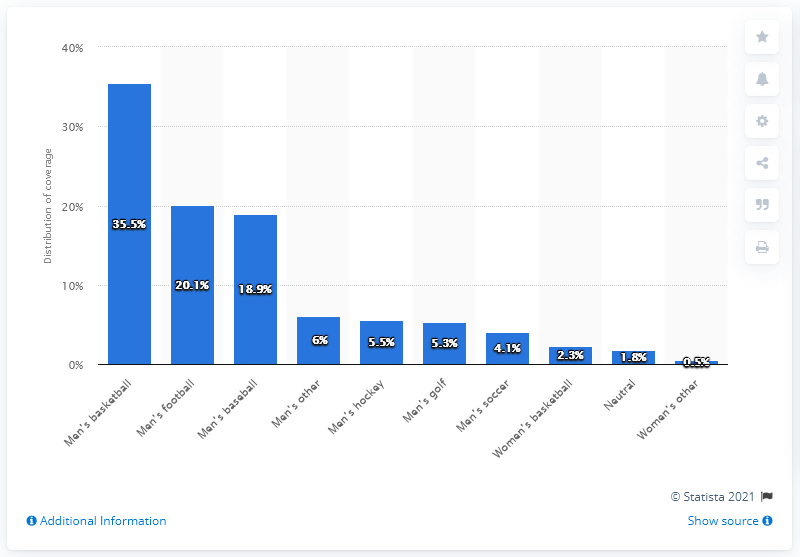 40%
30%
20%
10%
0%
Distribution of coverage
35.5%
20.1%
18.9%
6%
5.5%
5.3%
4.1%
2.3%
1.8%
0.5%
Men's basketball
Men's football
Men's baseball
Men's other
Men's hockey
Men's golf
Men's soccer
Women's basketball
Neutral
Women's other
© Statista 2021
Additional Information
Show source